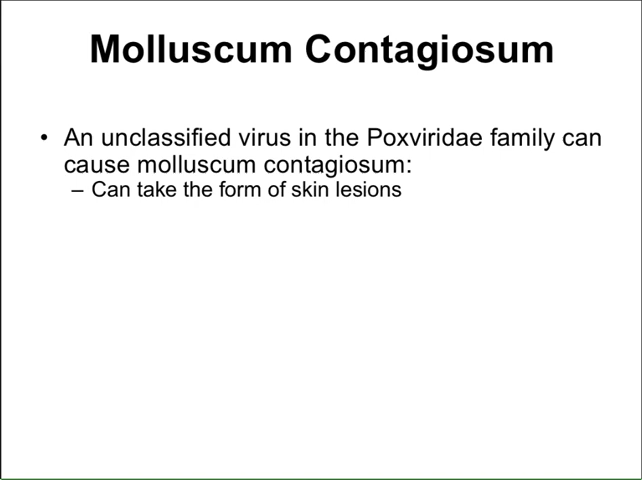 Molluscum Contagiosum
• An unclassified virus in the Poxviridae family can
cause molluscum contagiosum:
– Can take the form of skin lesions